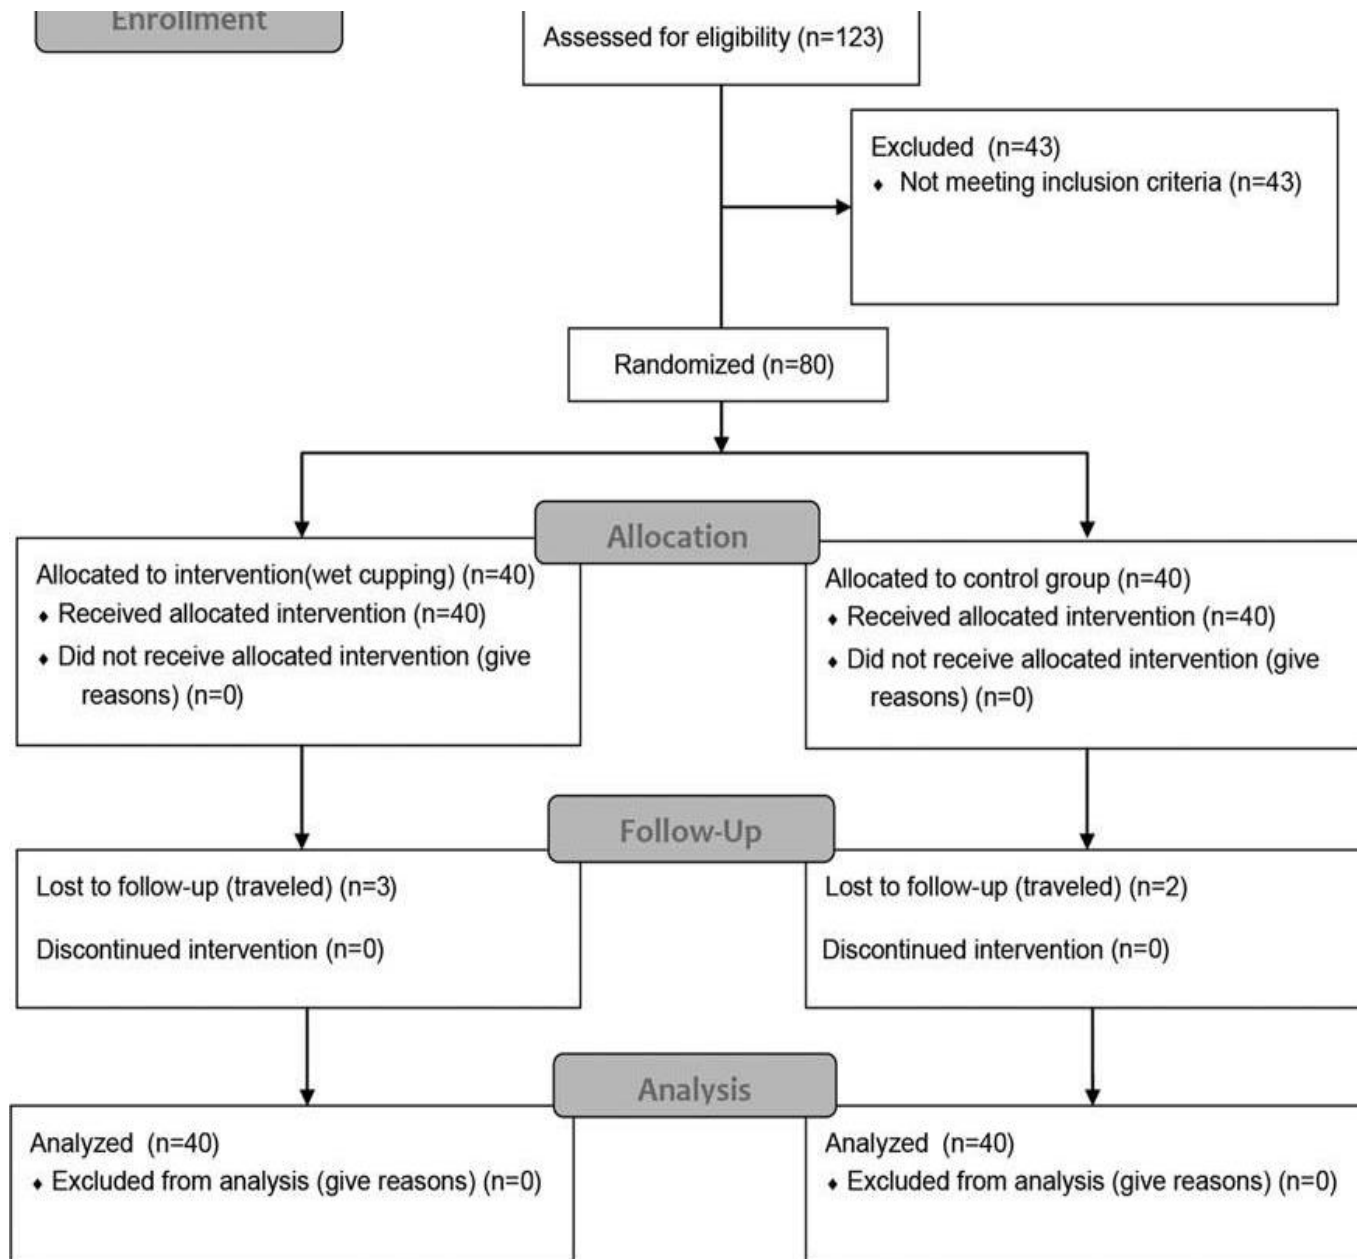 Enrollment
Assessed for eligibility (n=123)
Excluded (n=43)
♦ Not meeting inclusion criteria (n=43)
Randomized (n=80)
Allocation
Allocated to intervention(wet cupping) (n=40)
♦ Received allocated intervention (n=40)
♦ Did not receive allocated intervention (give
reasons) (n=0)
Allocated to control group (n=40)
♦ Received allocated intervention (n=40)
♦ Did not receive allocated intervention (give
reasons) (n=0)
Follow-Up
Lost to follow-up (traveled) (n=3)
Discontinued intervention (n=0)
Lost to follow-up (traveled) (n=2)
Discontinued intervention (n=0)
Analysis
Analyzed (n=40)
♦ Excluded from analysis (give reasons) (n=0)
Analyzed (n=40)
♦ Excluded from analysis (give reasons) (n=0)